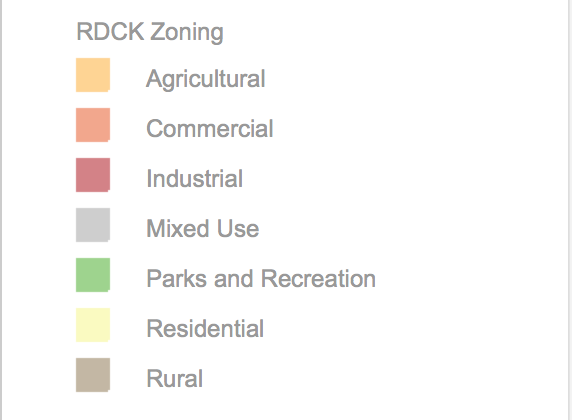 RDCK Zoning
Agricultural
Commercial
Industrial
Mixed Use
Parks and Recreation
Residential
Rural